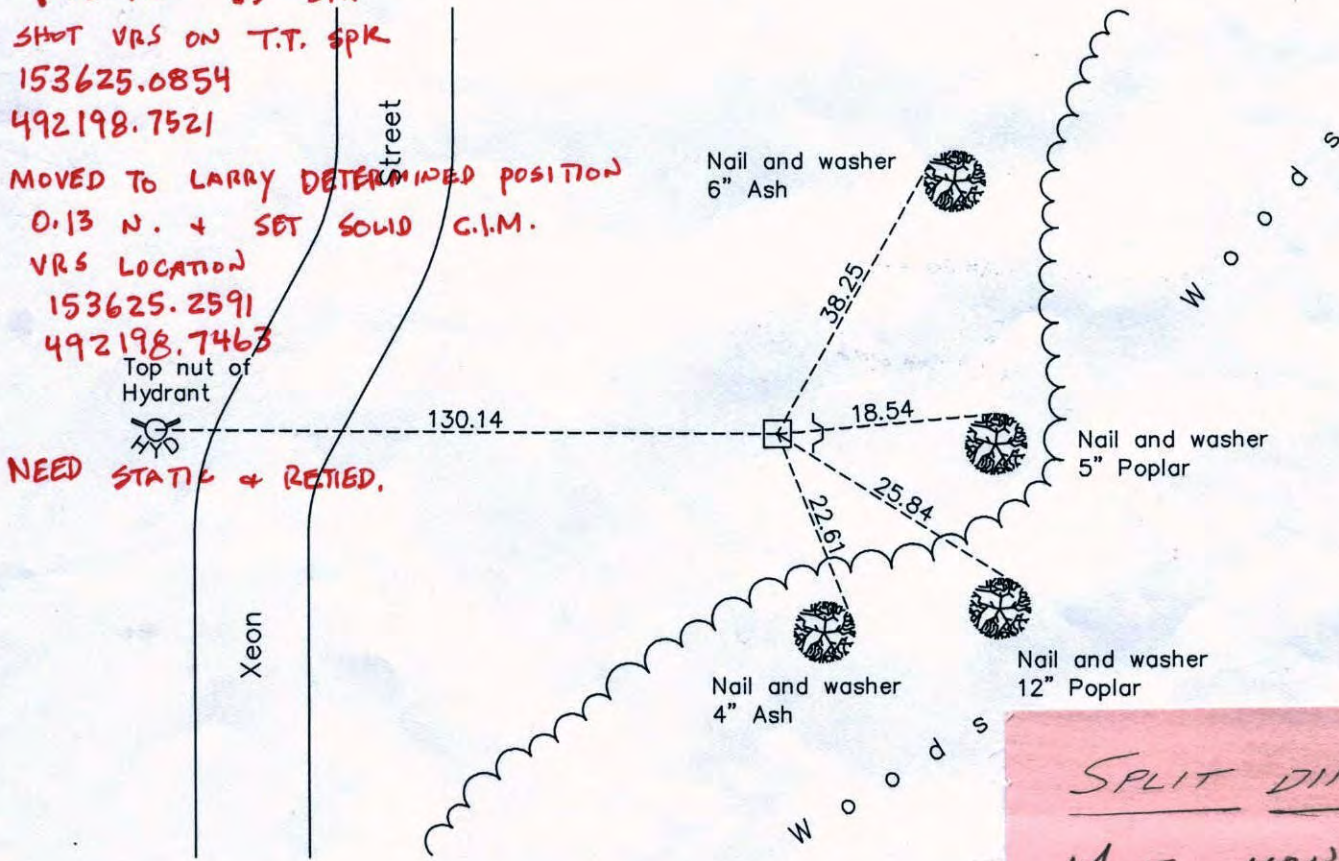 SHOT VRS ON T.T. SPK
153625.0854
492198.7521
MOVED TO LARRY DETERMINED POSITION
0.13 N. + SET SOLID C.I.M.
VRS LOCATION
153625.2591
492198.7463
Top nut of
Hydrant
HYD
NEED STATIC + RETIED.
Xeon Street
130.14
Nail and washer
6" Ash
38.25
18.54
Nail and washer
5" Poplar
25.84
22.61
Nail and washer
12" Poplar
Nail and washer
4" Ash
Woods
Woods
SPLIT